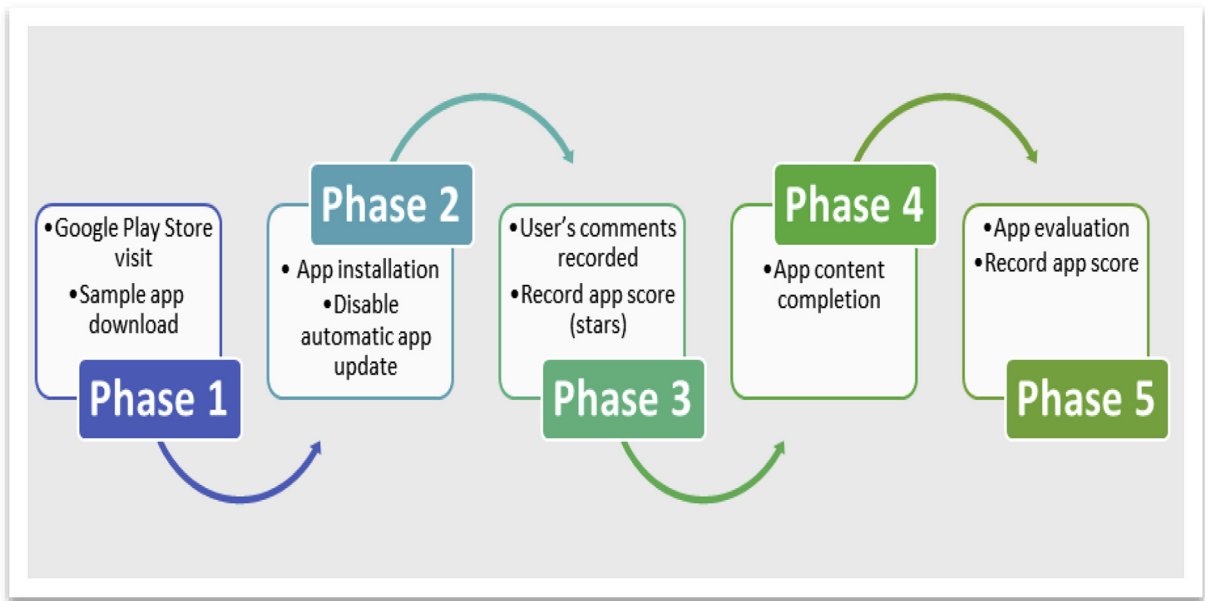 •Google Play Store
visit
•Sample app
download
Phase 1
Phase 2
• App installation
•Disable
automatic app
update
•User's comments
recorded
•Record app score
(stars)
Phase 3
Phase 4
•App content
completion
•App evaluation
•Record app score
Phase 5